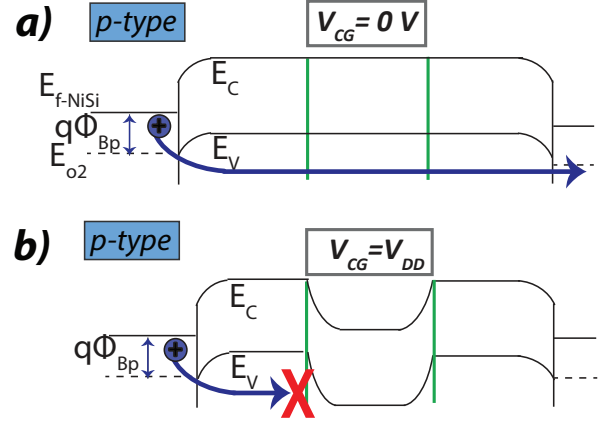 a)
p-type
V_CG = 0 V
E_C
E_f-NiSi
qΦ_Bp
+
E_o2
E_V
b)
p-type
V_CG=V_DD
E_C
qΦ_Bp
+
E_V
X